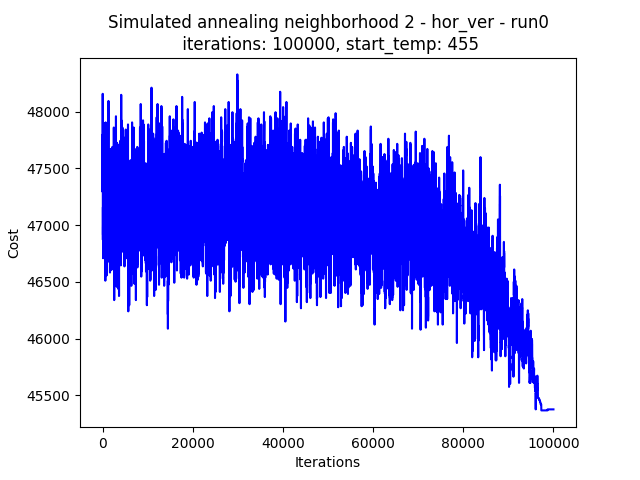 Simulated annealing neighborhood 2 - hor_ver - run0
iterations: 100000, start_temp: 455
48000
47500
47000
46500
46000
45500
Cost
0 20000 40000 60000 80000 100000
Iterations